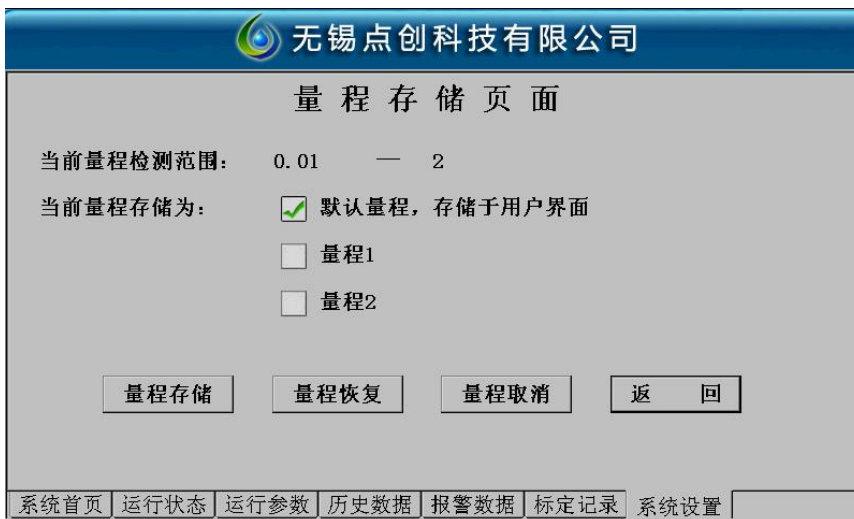 无锡点创科技有限公司
量程存储页面
当前量程检测范围： 0.01 — 2
当前量程存储为： 默认量程，存储于用户界面
量程1
量程2
量程存储 量程恢复 量程取消 返 回
系统首页 运行状态 运行参数 历史数据 报警数据 标定记录 系统设置